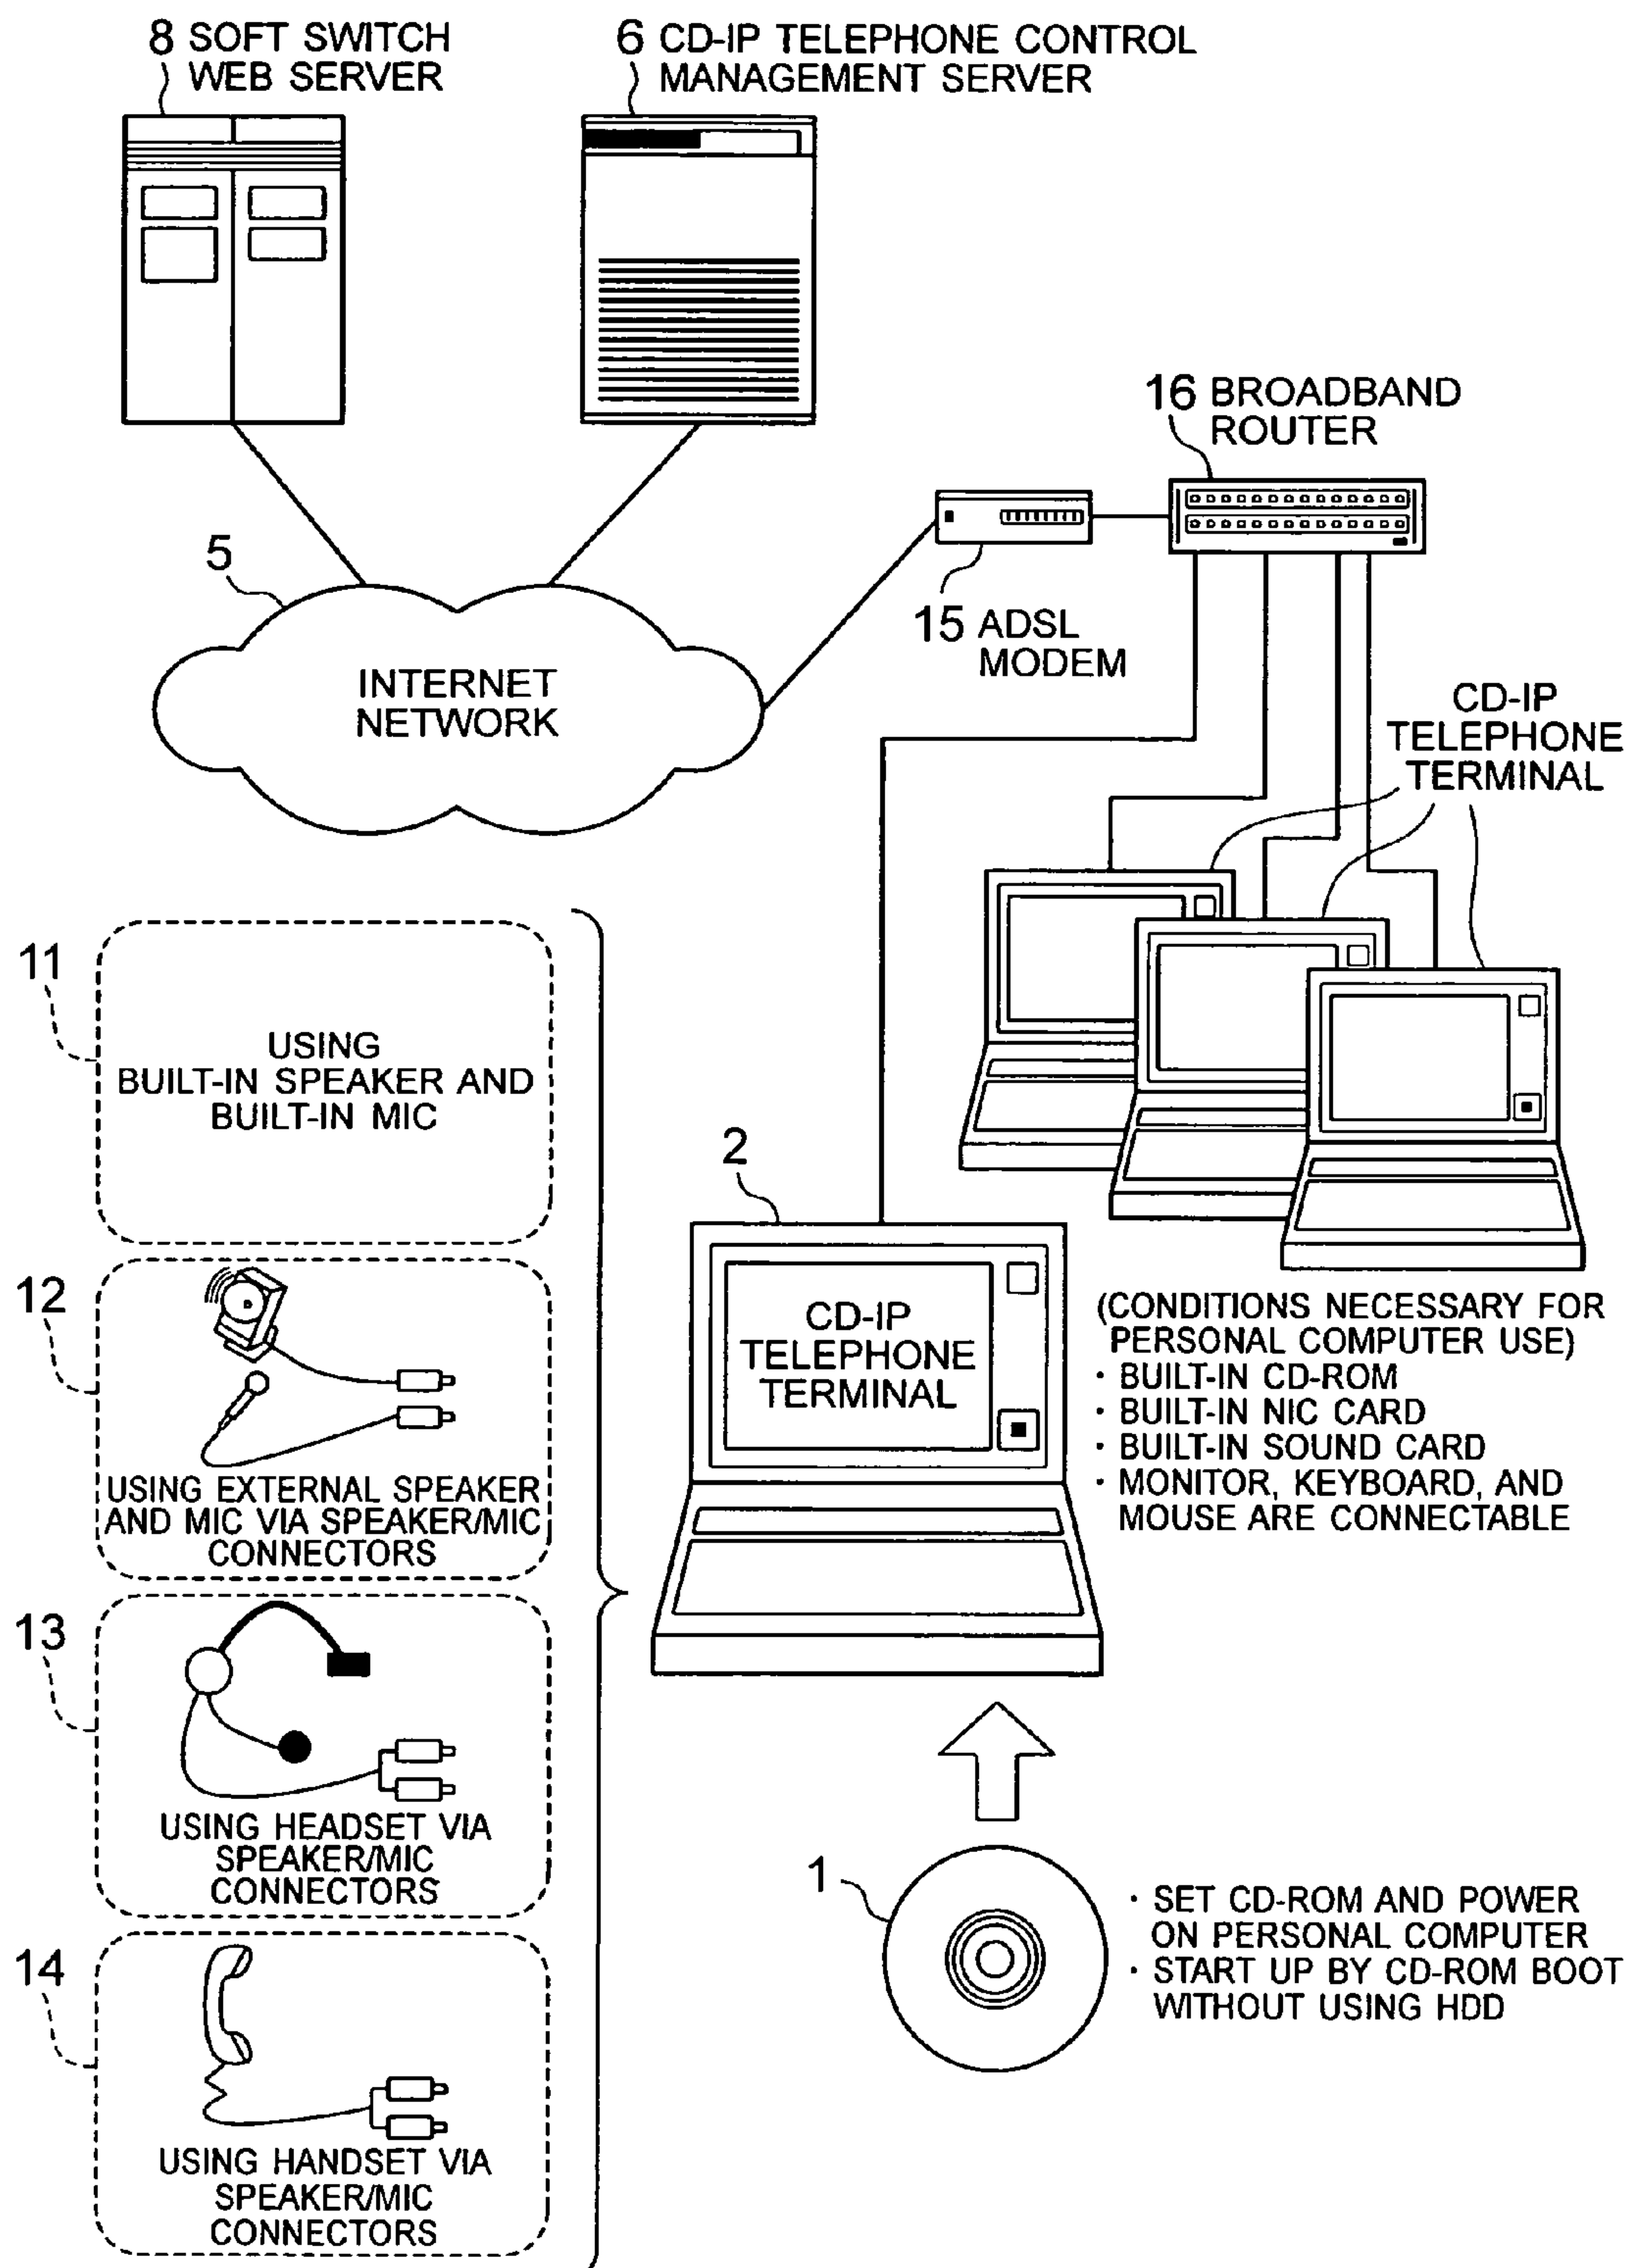 8 SOFT SWITCH
WEB SERVER
6 CD-IP TELEPHONE CONTROL
MANAGEMENT SERVER
16 BROADBAND
ROUTER
5
15 ADSL
MODEM
INTERNET
NETWORK
CD-IP
TELEPHONE
TERMINAL
11
USING
BUILT-IN SPEAKER AND
BUILT-IN MIC
2
12
CD-IP
TELEPHONE
TERMINAL
(CONDITIONS NECESSARY FOR
PERSONAL COMPUTER USE)
· BUILT-IN CD-ROM
· BUILT-IN NIC CARD
· BUILT-IN SOUND CARD
· MONITOR, KEYBOARD, AND
MOUSE ARE CONNECTABLE
USING EXTERNAL SPEAKER
AND MIC VIA SPEAKER/MIC
CONNECTORS
13
USING HEADSET VIA
SPEAKER/MIC
CONNECTORS
1
· SET CD-ROM AND POWER
ON PERSONAL COMPUTER
· START UP BY CD-ROM BOOT
WITHOUT USING HDD
14
USING HANDSET VIA
SPEAKER/MIC
CONNECTORS